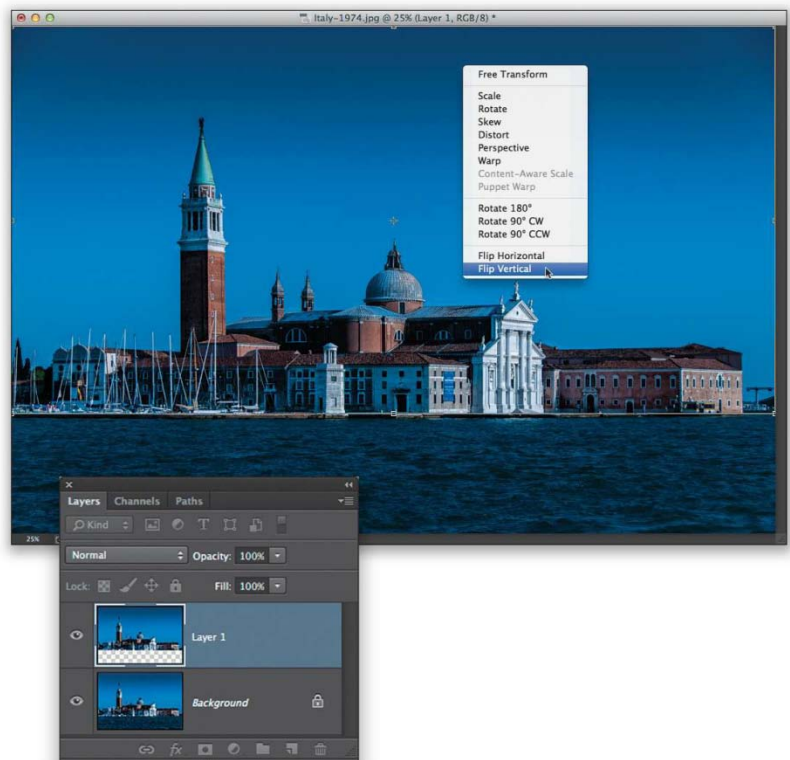 Italy-1974.jpg @ 25% (Layer 1, RGB/8) *
Free Transform
Scale
Rotate
Skew
Distort
Perspective
Warp
Content-Aware Scale
Puppet Warp
Rotate 180°
Rotate 90° CW
Rotate 90° CCW
Flip Horizontal
Flip Vertical
25%
Layers Channels Paths
Kind T
Normal Opacity: 100%
Lock: Fill: 100%
Layer 1
Background
fx